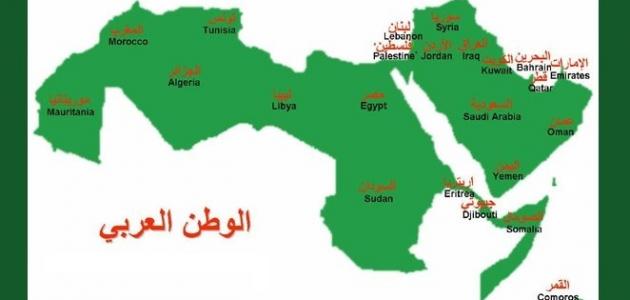 تونس
Tunisia
المغرب
Morocco
الجزائر
Algeria
ليبيا
Libya
مصر
Egypt
موريتانيا
Mauritania
السودان
Sudan
لبنان
Lebanon
سوريا
Syria
فلسطين
Palestine
الأردن
Jordan
العراق
Iraq
الكويت
Kuwait
البحرين
Bahrain
قطر
Qatar
الإمارات
Emirates
السعودية
Saudi Arabia
عمان
Oman
اليمن
Yemen
اريتريا
Eritrea
جيبوتي
Djibouti
الصومال
Somalia
القمر
Comoros
الوطن العربي